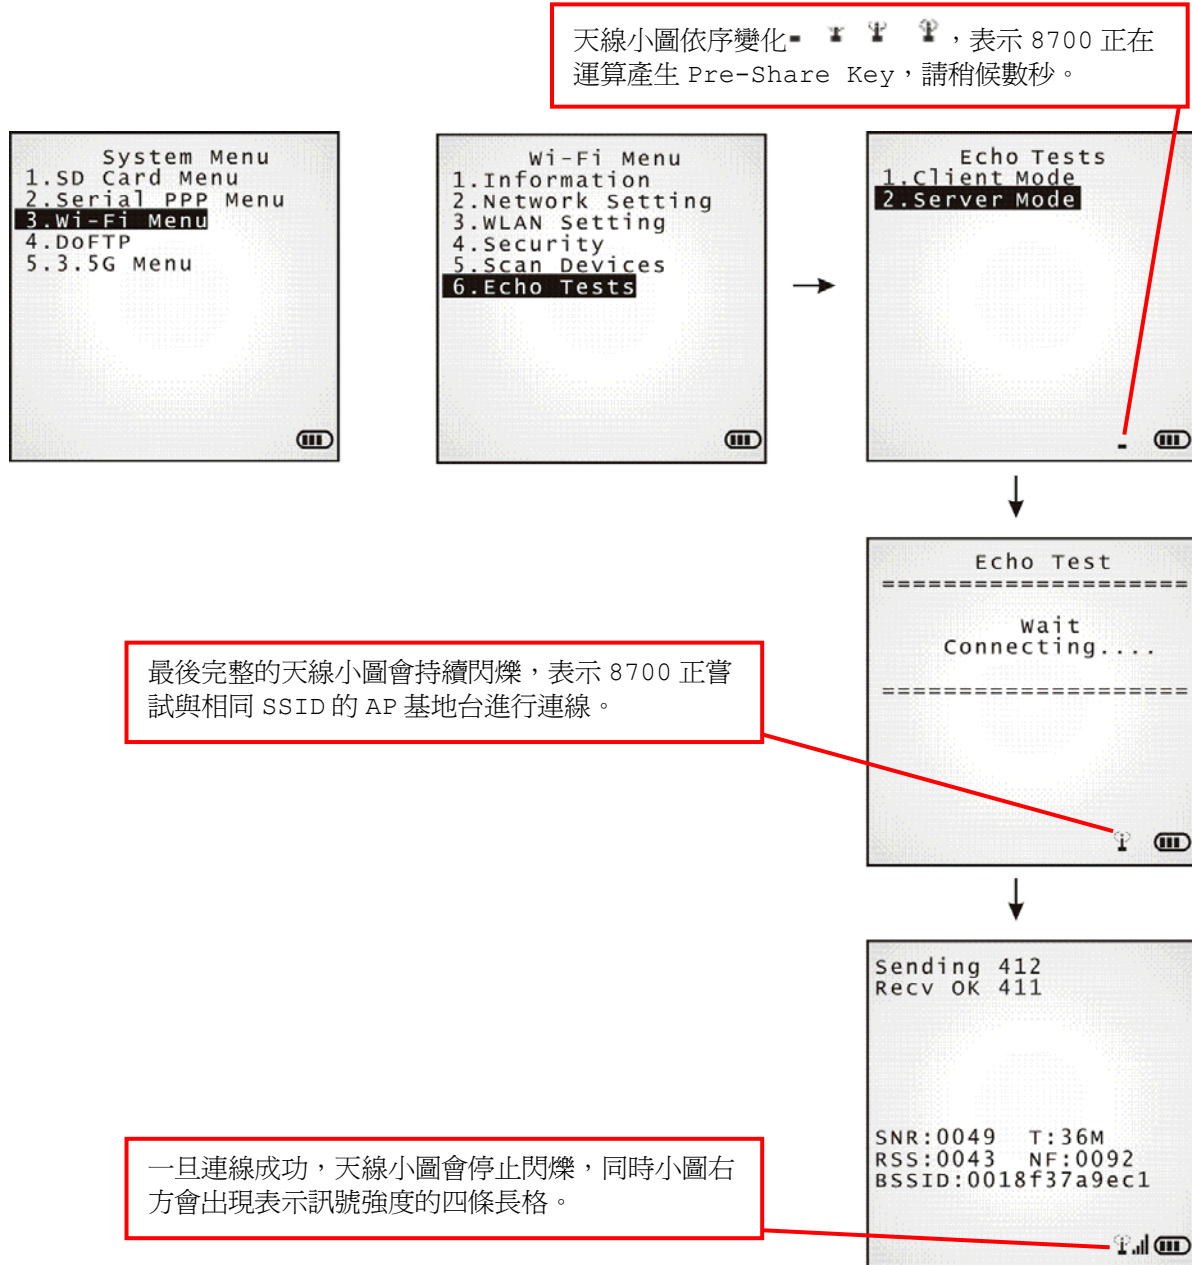 天線小圖依序變化 ,表示 8700 正在
運算產生 Pre-Share Key,請稍候數秒。
System Menu
1.SD Card Menu
2.Serial PPP Menu
3.Wi-Fi Menu
4.DoFTP
5.3.5G Menu
Wi-Fi Menu
1.Information
2.Network Setting
3.WLAN Setting
4.Security
5.Scan Devices
6.Echo Tests
Echo Tests
1.Client Mode
2.Server Mode
Echo Test
====================
Wait
Connecting....
====================
最後完整的天線小圖會持續閃爍,表示 8700 正嘗
試與相同 SSID 的 AP 基地台進行連線。
Sending 412
Recv OK 411
SNR:0049 T:36M
RSS:0043 NF:0092
BSSID:0018f37a9ec1
一旦連線成功,天線小圖會停止閃爍,同時小圖右
方會出現表示訊號強度的四條長格。